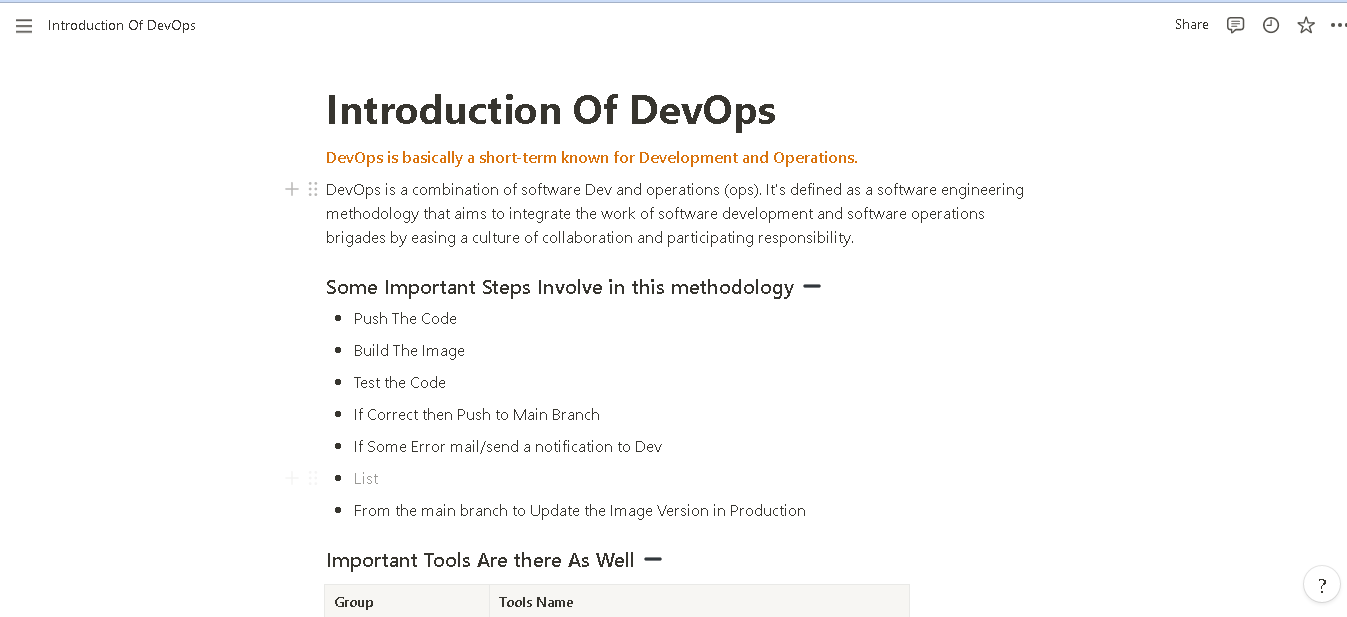 Introduction Of DevOps
Share
Introduction Of DevOps
DevOps is basically a short-term known for Development and Operations.
DevOps is a combination of software Dev and operations (ops). It's defined as a software engineering
methodology that aims to integrate the work of software development and software operations
brigades by easing a culture of collaboration and participating responsibility.
Some Important Steps Involve in this methodology ➖
• Push The Code
• Build The Image
• Test the Code
• If Correct then Push to Main Branch
• If Some Error mail/send a notification to Dev
• List
• From the main branch to Update the Image Version in Production
Important Tools Are there As Well ➖
Group Tools Name
?